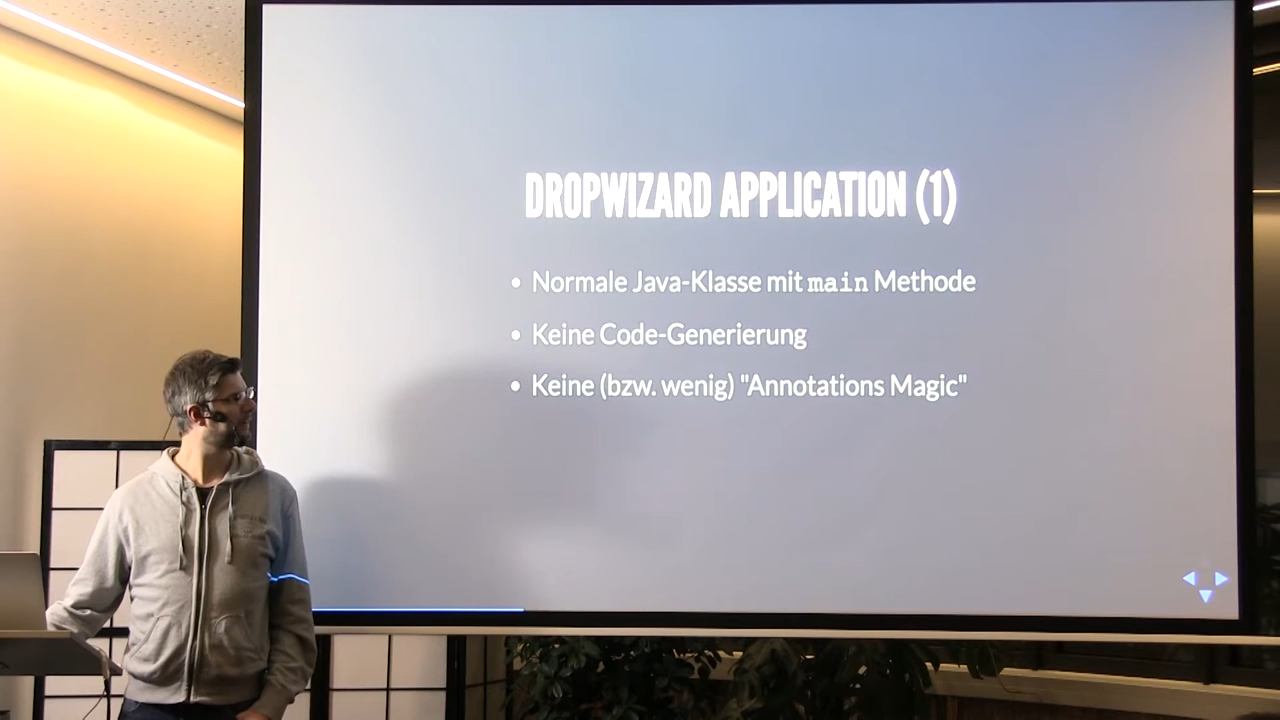 DROPWIZARD APPLICATION (1)
• Normale Java-Klasse mit main Methode
• Keine Code-Generierung
• Keine (bzw. wenig) "Annotations Magic"